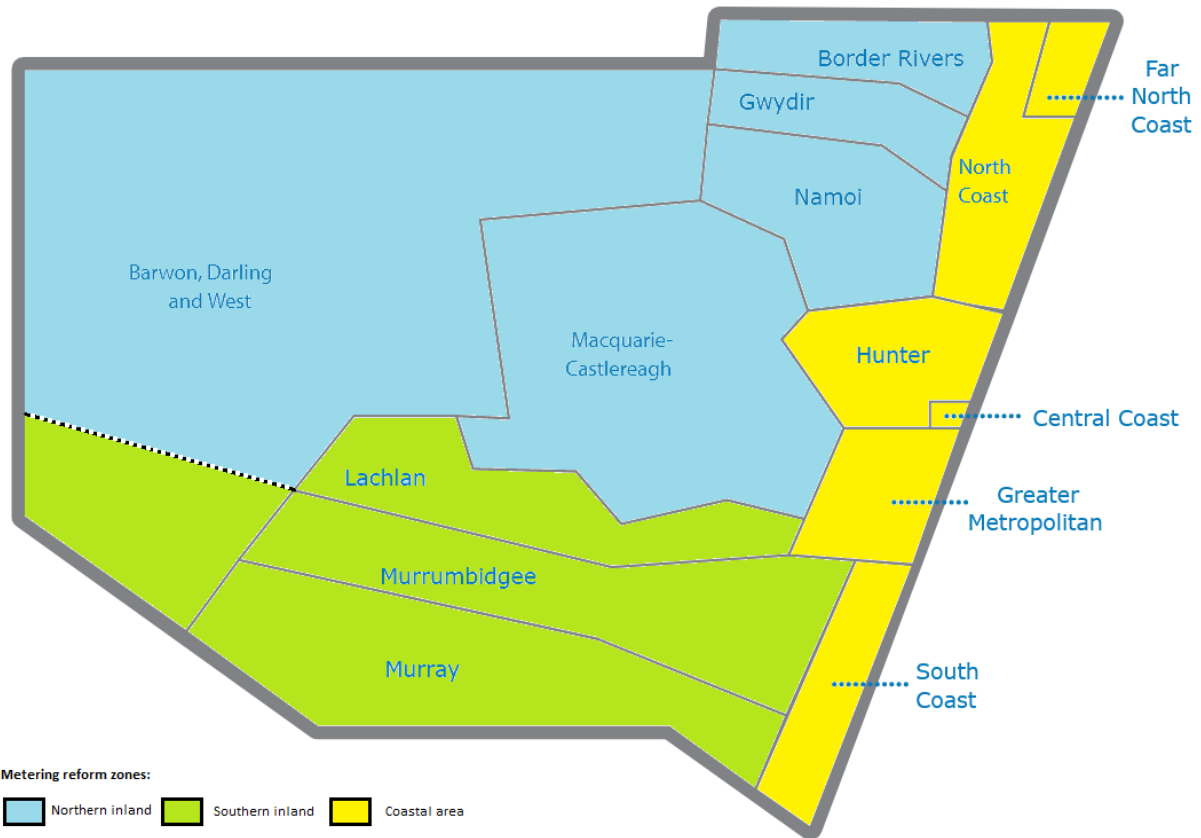 Border Rivers
Far
North
Coast
Gwydir
North
Coast
Namoi
Barwon, Darling
and West
Macquarie-
Castlereagh
Hunter
Central Coast
Lachlan
Greater
Metropolitan
Murrumbidgee
Murray
South
Coast
Metering reform zones:
Northern inland
Southern inland
Coastal area